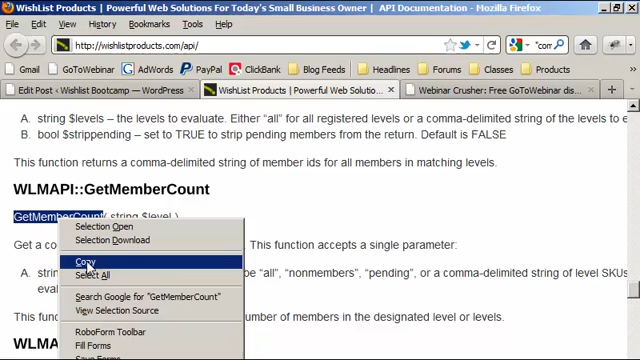 WishList Products | Powerful Web Solutions For Today's Small Business Owner | API Documentation - Mozilla Firefox
File Edit View History Bookmarks Tools Help
http://wishlistproducts.com/api/
"com
Gmail GoToWebinar AdWords PayPal ClickBank Blog Feeds Headlines Classes Products
Edit Post ‹ Wishlist Bootcamp — WordPress
WishList Products | Powerful Web Solutio...
Webinar Crusher: Free GoToWebinar dis...
A. string $levels – the levels to evaluate. Either “all” for all registered levels or a comma-delimited string of the levels to e
B. bool $strippending – set to TRUE to strip pending members from the return. Default is FALSE
This function returns a comma-delimited string of member ids for all members in matching levels.
WLMAPI::GetMemberCount
GetMemberCount( string $level )
Selection Open
Selection Download
Get a co
This function accepts a single parameter:
Copy
A. strin
be “all”, “nonmembers”, “pending”, or a comma-delimited string of level SKUs
Select All
eva
Search Google for "GetMemberCount"
View Selection Source
This fun
number of members in the designated level or levels.
RoboForm Toolbar
Fill Forms
WLMA
Save Forms